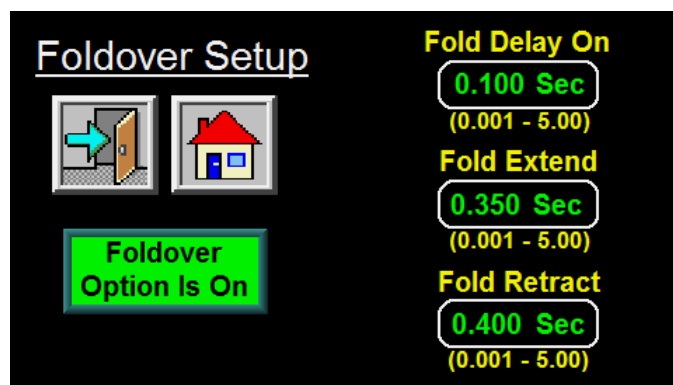 Foldover Setup
Foldover
Option Is On
Fold Delay On
0.100 Sec
(0.001 - 5.00)
Fold Extend
0.350 Sec
(0.001 - 5.00)
Fold Retract
0.400 Sec
(0.001 - 5.00)